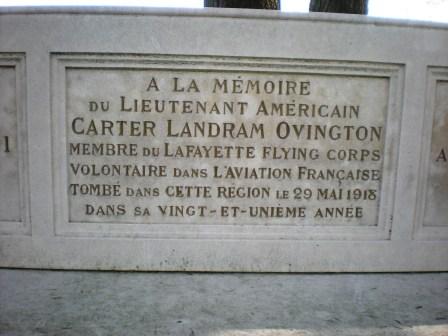 A LA MÉMOIRE
DU LIEUTENANT AMÉRICAIN
CARTER LANDRAM OVINGTON
MEMBRE DU LAFAYETTE FLYING CORPS
VOLONTAIRE DANS L'AVIATION FRANÇAISE
TOMBÉ DANS CETTE RÉGION LE 29 MAI 1918
DANS SA VINGT-ET-UNIÈME ANNÉE